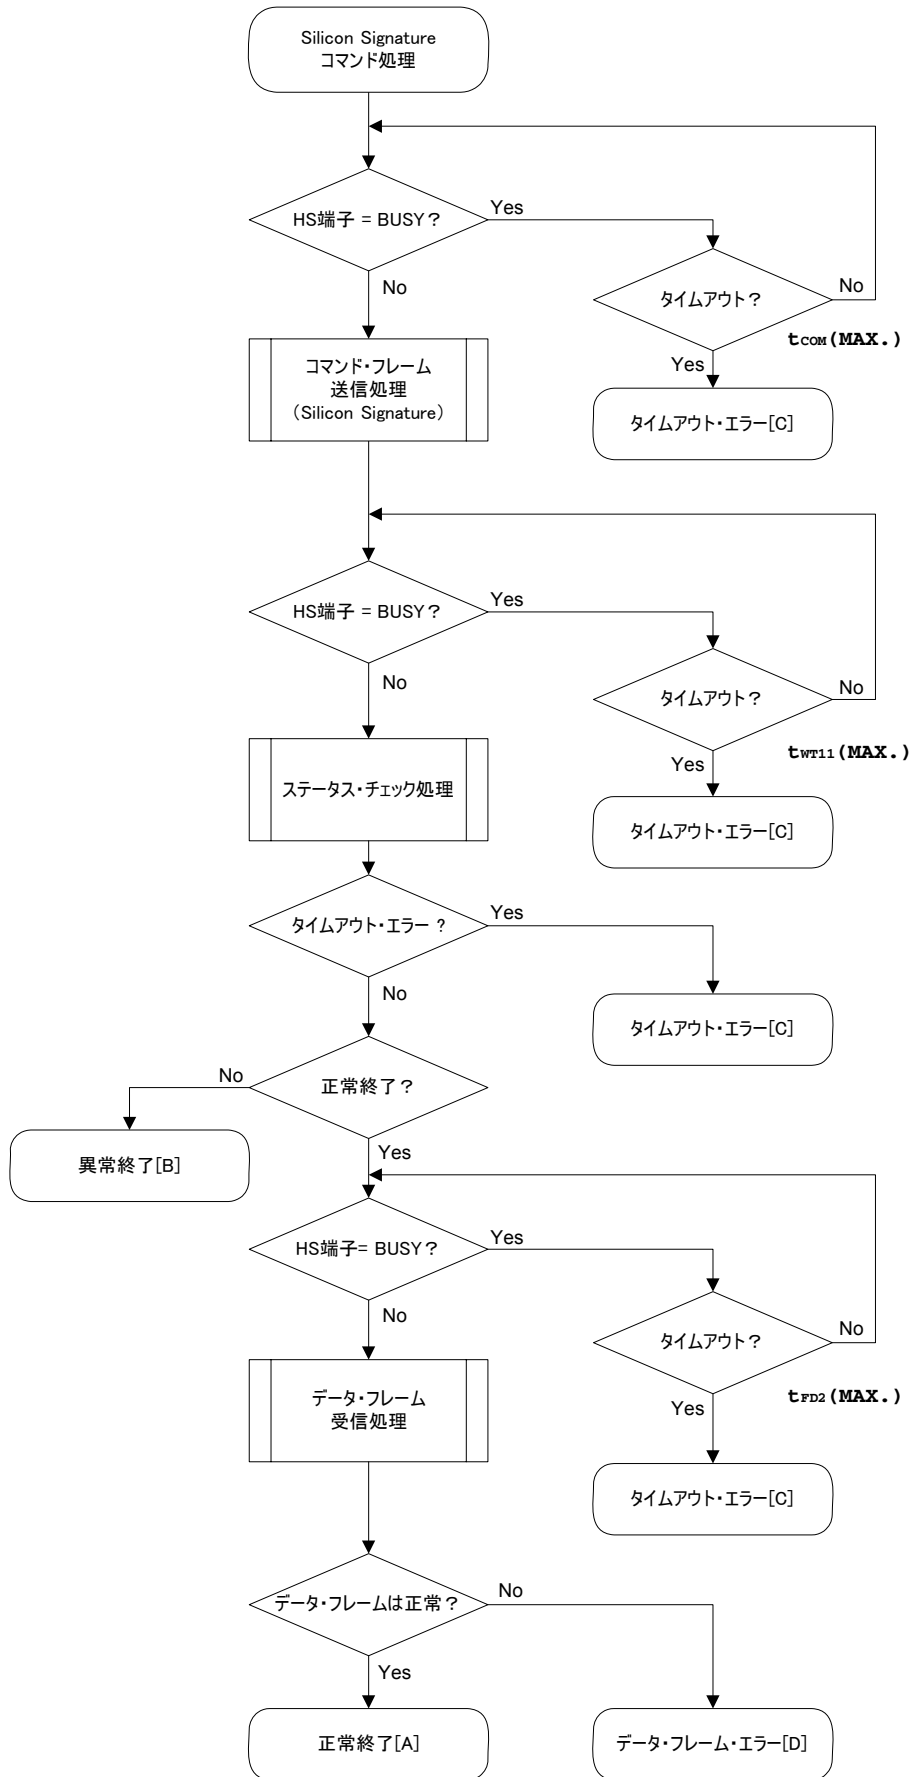 Silicon Signature
コマンド処理
HS端子 = BUSY？
Yes
No
タイムアウト？
No
tCOM(MAX.)
Yes
コマンド・フレーム
送信処理
（Silicon Signature）
タイムアウト・エラー[C]
HS端子 = BUSY？
Yes
No
タイムアウト？
No
tWT11(MAX.)
Yes
ステータス・チェック処理
タイムアウト・エラー[C]
タイムアウト・エラー ?
Yes
No
タイムアウト・エラー[C]
正常終了？
No
異常終了[B]
Yes
HS端子= BUSY？
Yes
No
タイムアウト？
No
tFD2(MAX.)
Yes
データ・フレーム
受信処理
タイムアウト・エラー[C]
データ・フレームは正常？
No
Yes
正常終了[A]
データ・フレーム・エラー[D]